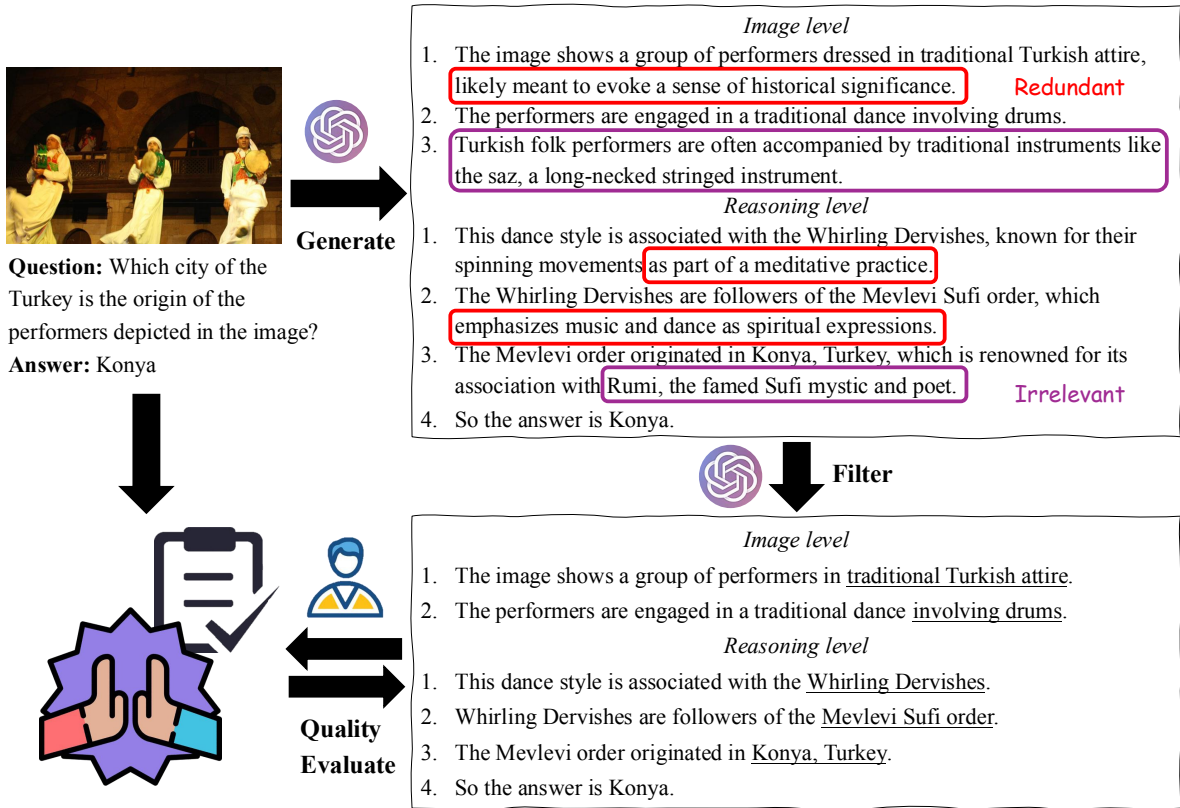 Image level
1. The image shows a group of performers dressed in traditional Turkish attire,
likely meant to evoke a sense of historical significance.
Redundant
2. The performers are engaged in a traditional dance involving drums.
3. Turkish folk performers are often accompanied by traditional instruments like
the saz, a long-necked stringed instrument.
Reasoning level
1. This dance style is associated with the Whirling Dervishes, known for their
spinning movements as part of a meditative practice.
2. The Whirling Dervishes are followers of the Mevlevi Sufi order, which
emphasizes music and dance as spiritual expressions.
3. The Mevlevi order originated in Konya, Turkey, which is renowned for its
association with Rumi, the famed Sufi mystic and poet.
Irrelevant
4. So the answer is Konya.
Generate
Question: Which city of the
Turkey is the origin of the
performers depicted in the image?
Answer: Konya
Filter
Image level
1. The image shows a group of performers in traditional Turkish attire.
2. The performers are engaged in a traditional dance involving drums.
Reasoning level
1. This dance style is associated with the Whirling Dervishes.
2. Whirling Dervishes are followers of the Mevlevi Sufi order.
3. The Mevlevi order originated in Konya, Turkey.
4. So the answer is Konya.
Quality
Evaluate